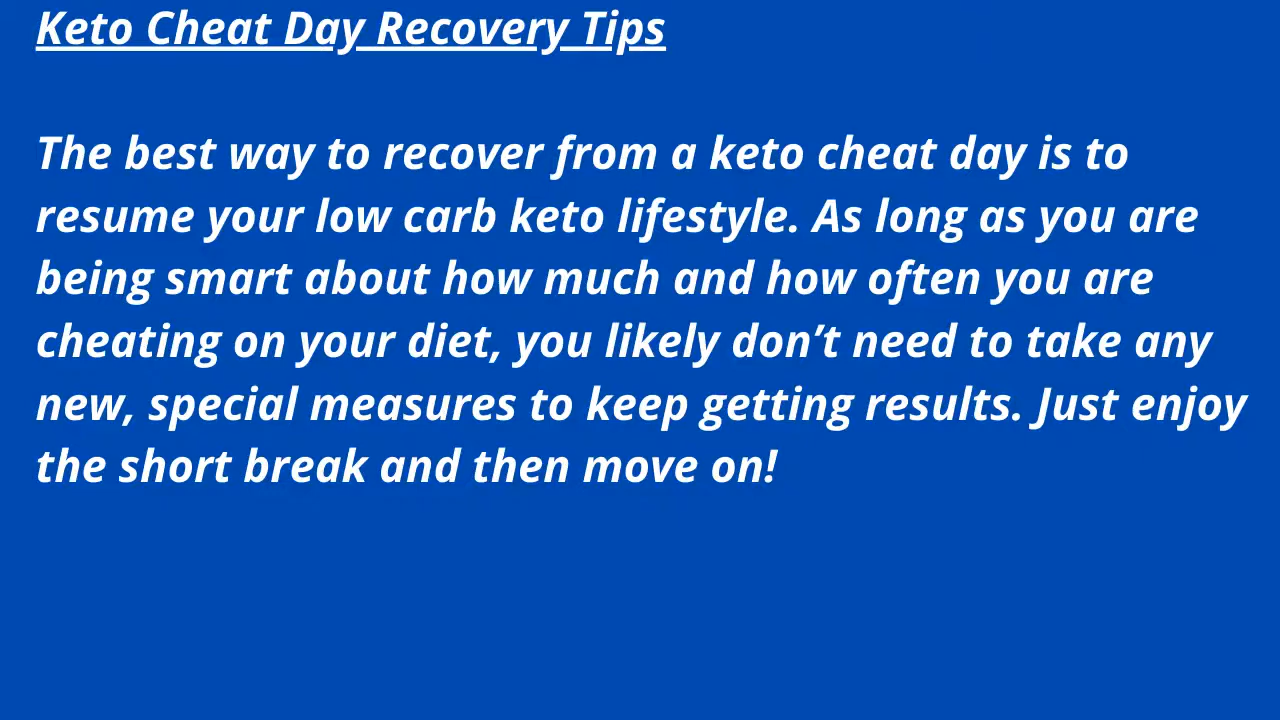 Keto Cheat Day Recovery Tips
The best way to recover from a keto cheat day is to
resume your low carb keto lifestyle. As long as you are
being smart about how much and how often you are
cheating on your diet, you likely don’t need to take any
new, special measures to keep getting results. Just enjoy
the short break and then move on!